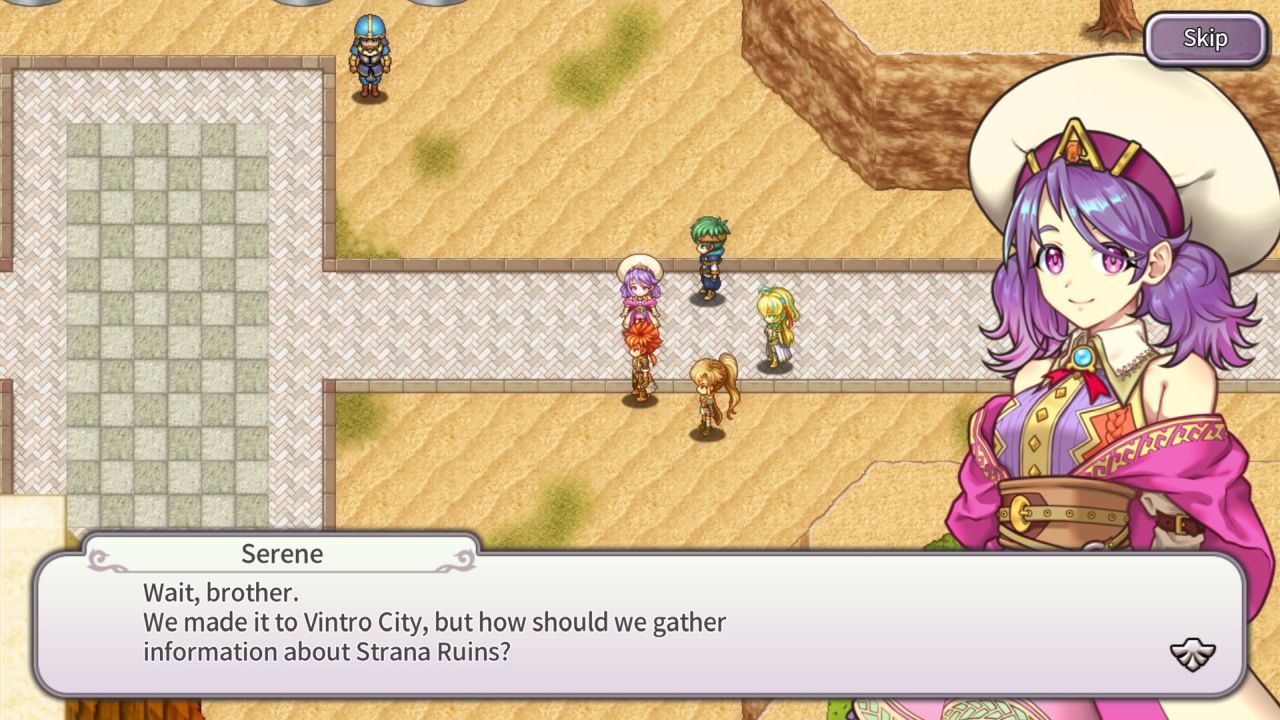 Skip
Serene
Wait, brother.
We made it to Vintro City, but how should we gather
information about Strana Ruins?